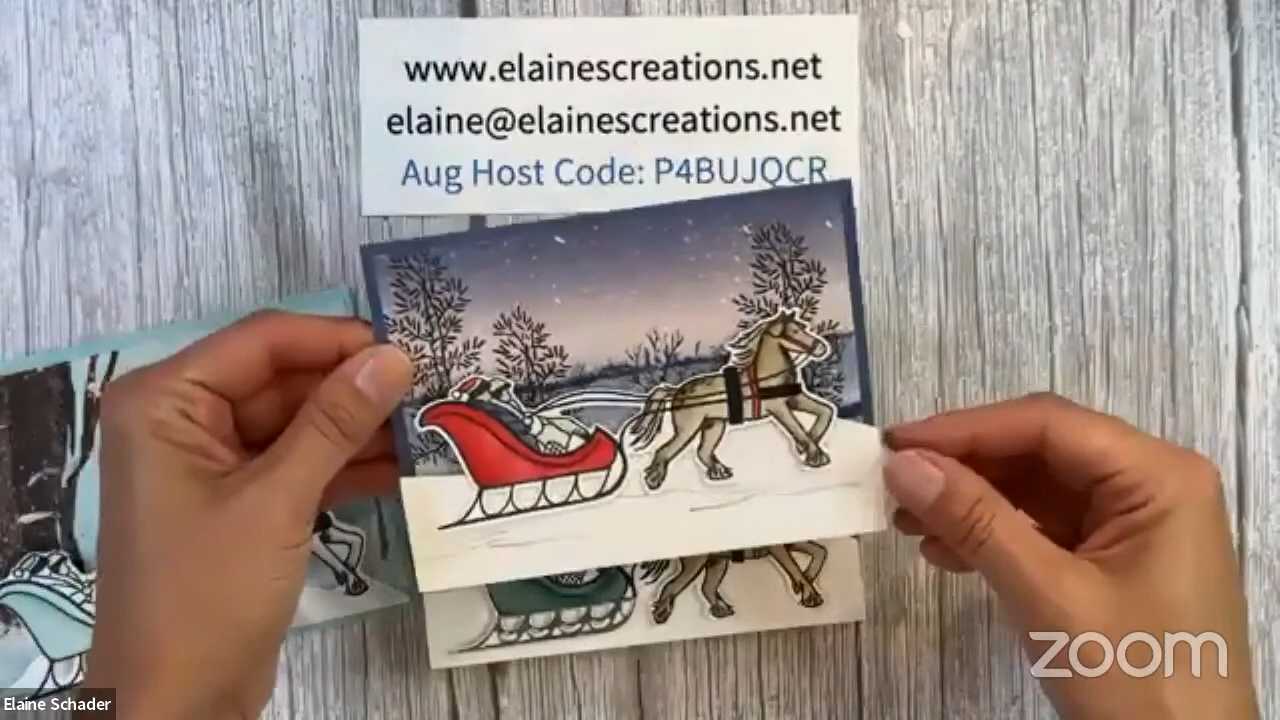 www.elainescreations.net
elaine@elainescreations.net
Aug Host Code: P4BUJQCR
zoom
Elaine Schader